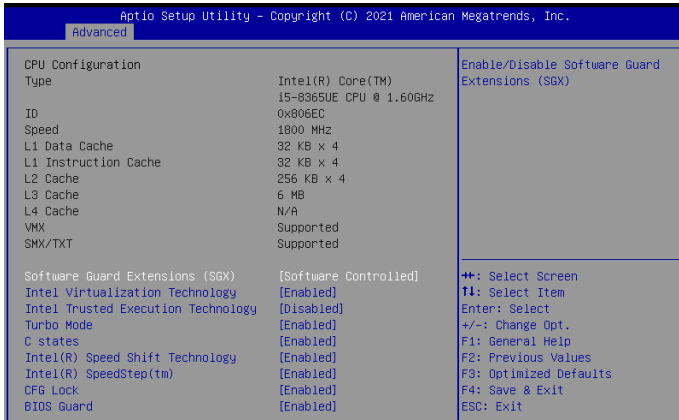 Aptio Setup Utility – Copyright (C) 2021 American Megatrends, Inc.
Advanced
CPU Configuration
Type Intel(R) Core(TM)
i5-8365UE CPU @ 1.60GHz
ID 0x806EC
Speed 1800 MHz
L1 Data Cache 32 KB x 4
L1 Instruction Cache 32 KB x 4
L2 Cache 256 KB x 4
L3 Cache 6 MB
L4 Cache N/A
VMX Supported
SMX/TXT Supported
Software Guard Extensions (SGX) [Software Controlled]
Intel Virtualization Technology [Enabled]
Intel Trusted Execution Technology [Disabled]
Turbo Mode [Enabled]
C states [Enabled]
Intel(R) Speed Shift Technology [Enabled]
Intel(R) SpeedStep(tm) [Enabled]
CFG Lock [Enabled]
BIOS Guard [Enabled]
Enable/Disable Software Guard
Extensions (SGX)
→←: Select Screen
↑↓: Select Item
Enter: Select
+/-: Change Opt.
F1: General Help
F2: Previous Values
F3: Optimized Defaults
F4: Save & Exit
ESC: Exit